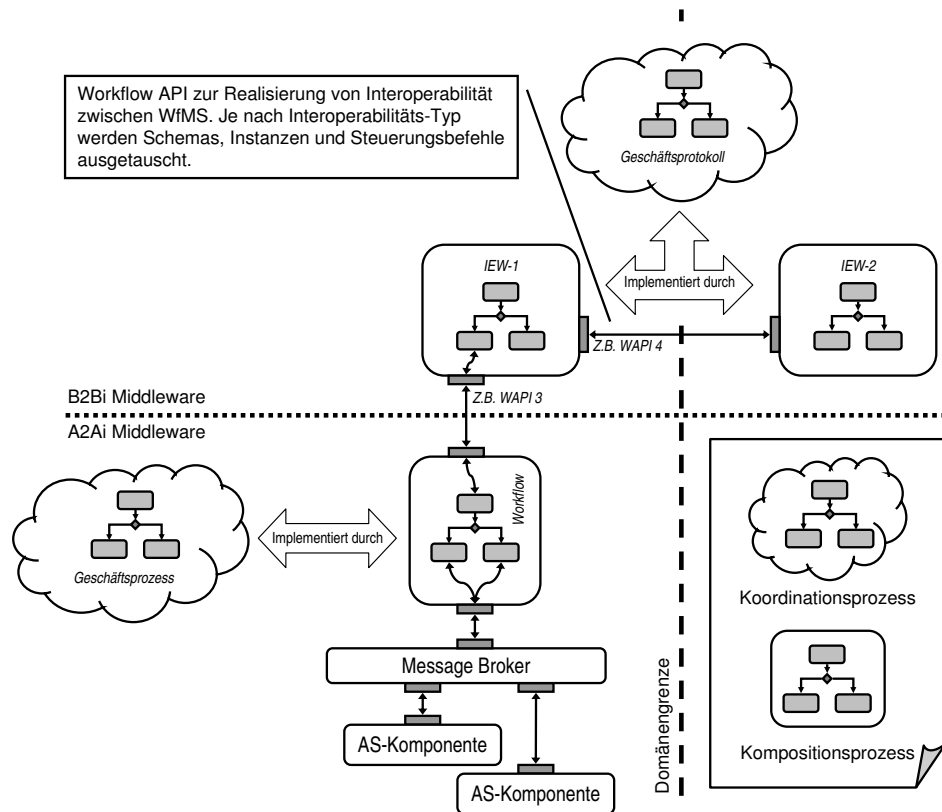 Workflow API zur Realisierung von Interoperabilität
zwischen WfMS. Je nach Interoperabilitäts-Typ
werden Schemas, Instanzen und Steuerungsbefehle
ausgetauscht.
Geschäftsprotokoll
IEW-1
Implementiert durch
IEW-2
Z.B. WAPI 4
Z.B. WAPI 3
B2Bi Middleware
A2Ai Middleware
Workflow
Implementiert durch
Geschäftsprozess
Koordinationsprozess
Message Broker
Domänengrenze
AS-Komponente
Kompositionsprozess
AS-Komponente